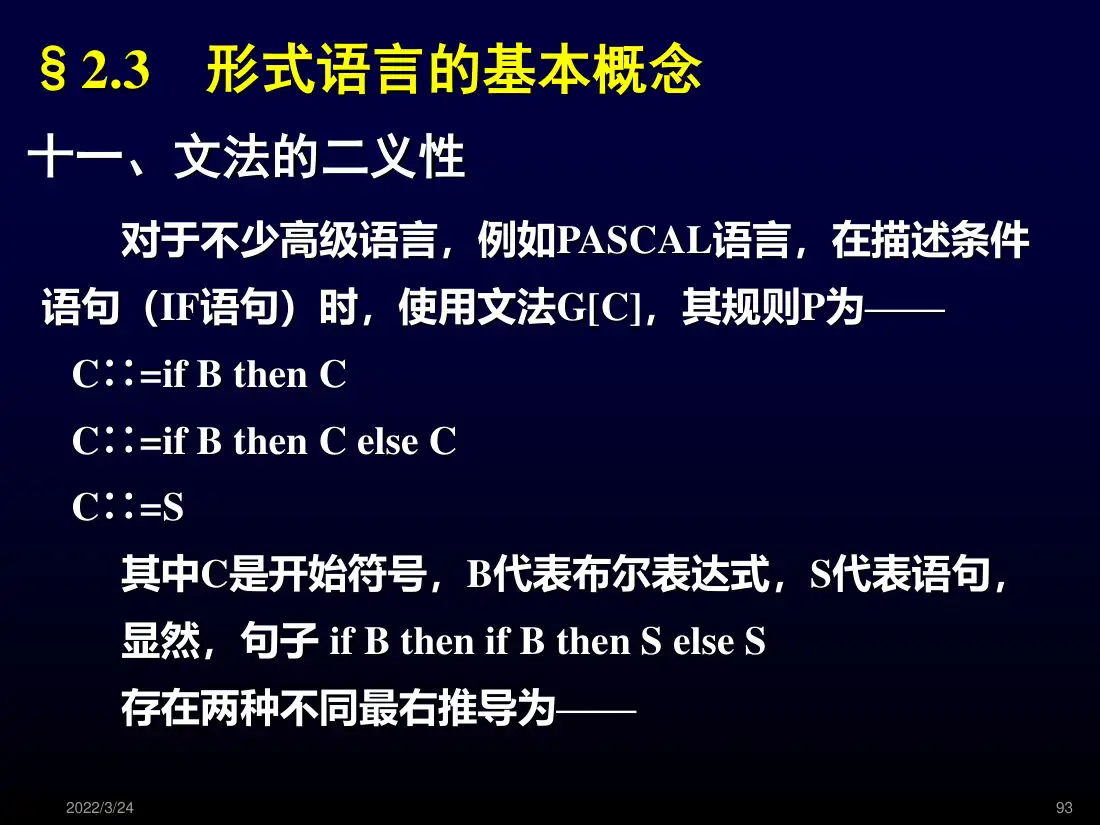 §2.3 形式语言的基本概念
十一、文法的二义性
对于不少高级语言，例如PASCAL语言，在描述条件
语句（IF语句）时，使用文法G[C]，其规则P为——
C∷=if B then C
C∷=if B then C else C
C∷=S
其中C是开始符号，B代表布尔表达式，S代表语句，
显然，句子 if B then if B then S else S
存在两种不同最右推导为——
2022/3/24
93